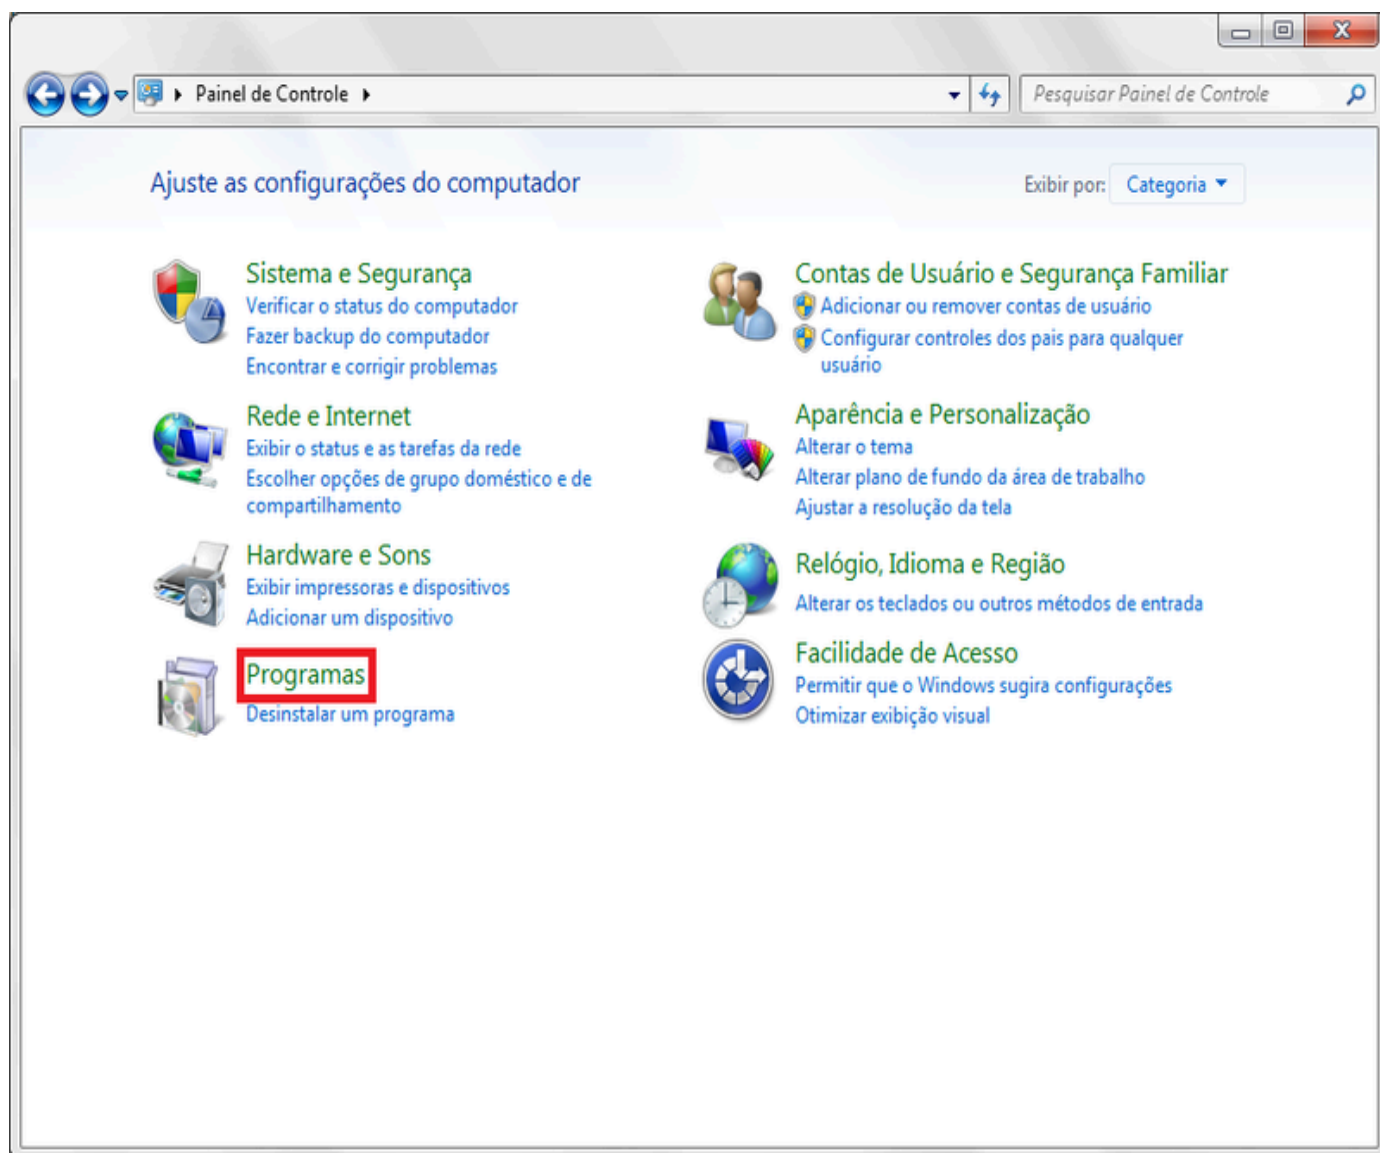 Painel de Controle
Pesquisar Painel de Controle
Ajuste as configurações do computador
Exibir por: Categoria
Sistema e Segurança
Verificar o status do computador
Fazer backup do computador
Encontrar e corrigir problemas
Rede e Internet
Exibir o status e as tarefas da rede
Escolher opções de grupo doméstico e de
compartilhamento
Hardware e Sons
Exibir impressoras e dispositivos
Adicionar um dispositivo
Programas
Desinstalar um programa
Contas de Usuário e Segurança Familiar
Adicionar ou remover contas de usuário
Configurar controles dos pais para qualquer
usuário
Aparência e Personalização
Alterar o tema
Alterar plano de fundo da área de trabalho
Ajustar a resolução da tela
Relógio, Idioma e Região
Alterar os teclados ou outros métodos de entrada
Facilidade de Acesso
Permitir que o Windows sugira configurações
Otimizar exibição visual